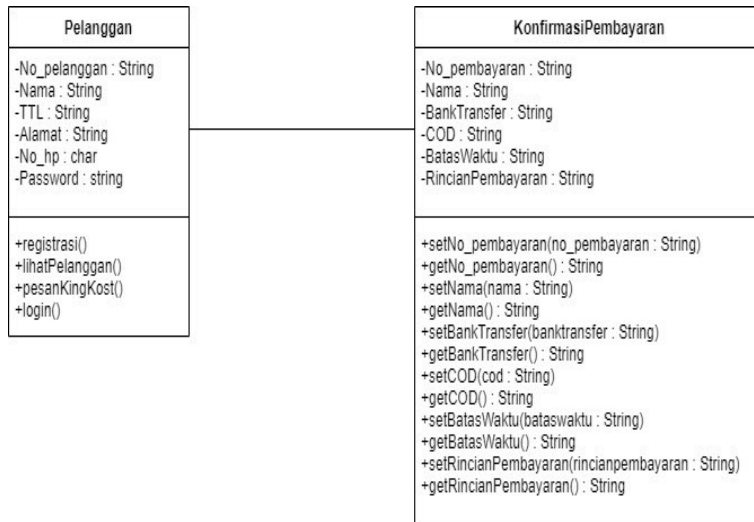 Pelanggan
-No_pelanggan : String
-Nama : String
-TTL : String
-Alamat : String
-No_hp : char
-Password : string
+registrasi()
+lihatPelanggan()
+pesanKingKost()
+login()
KonfirmasiPembayaran
-No_pembayaran : String
-Nama : String
-BankTransfer : String
-COD : String
-BatasWaktu : String
-RincianPembayaran : String
+setNo_pembayaran(no_pembayaran : String)
+getNo_pembayaran() : String
+setNama(nama : String)
+getNama() : String
+setBankTransfer(banktransfer : String)
+getBankTransfer() : String
+setCOD(cod : String)
+getCOD() : String
+setBatasWaktu(bataswaktu : String)
+getBatasWaktu() : String
+setRincianPembayaran(rincianpembayaran : String)
+getRincianPembayaran() : String